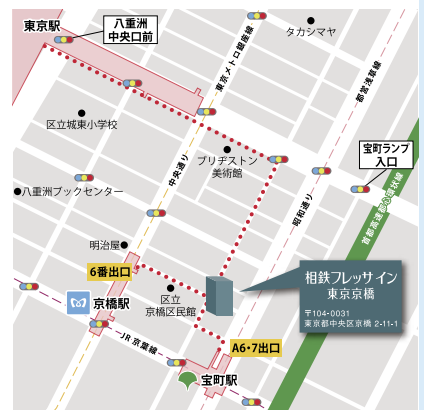 東京駅
八重洲
中央口前
タカシマヤ
東京メトロ銀座線
都営浅草線
区立城東小学校
ブリヂストン
美術館
宝町ランプ
入口
中央通り
八重洲ブックセンター
昭和通り
首都高速都心環状線
明治屋
6番出口
区立
京橋区民館
相鉄フレッサイン
東京京橋
〒104-0031
東京都中央区京橋 2-11-1
京橋駅
JR京葉線
A6・7出口
宝町駅